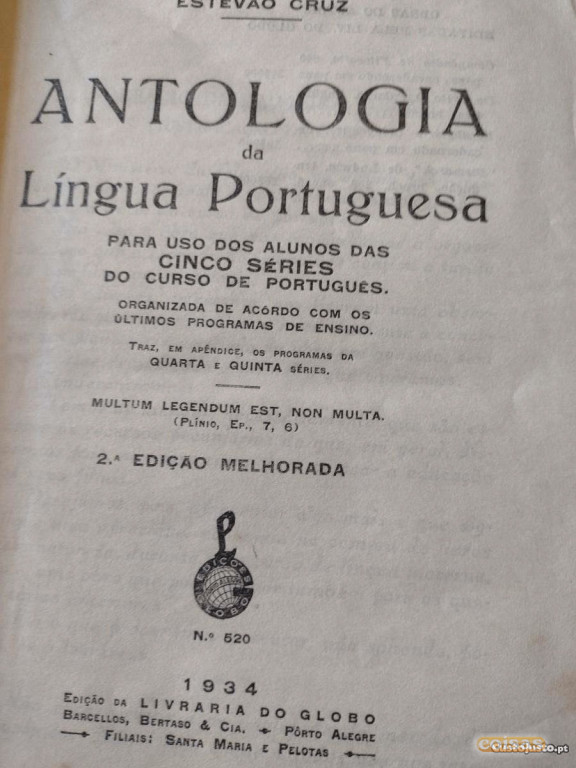 ESTEVÃO CRUZ
ANTOLOGIA
da
Língua Portuguesa
PARA USO DOS ALUNOS DAS
CINCO SÉRIES
DO CURSO DE PORTUGUÊS.
ORGANIZADA DE ACÔRDO COM OS
ÚLTIMOS PROGRAMAS DE ENSINO.
TRAZ, EM APÊNDICE, OS PROGRAMAS DA
QUARTA E QUINTA SÉRIES.
MULTUM LEGENDUM EST, NON MULTA.
(PLÍNIO, EP., 7, 6)
2.ª EDIÇÃO MELHORADA
EDIÇÕES
GLOBO
N.º 520
1934
EDIÇÃO DA LIVRARIA DO GLOBO
BARCELLOS, BERTASO & CIA. - PÔRTO ALEGRE
FILIAIS: SANTA MARIA E PELOTAS
coisas
CustoJusto.pt